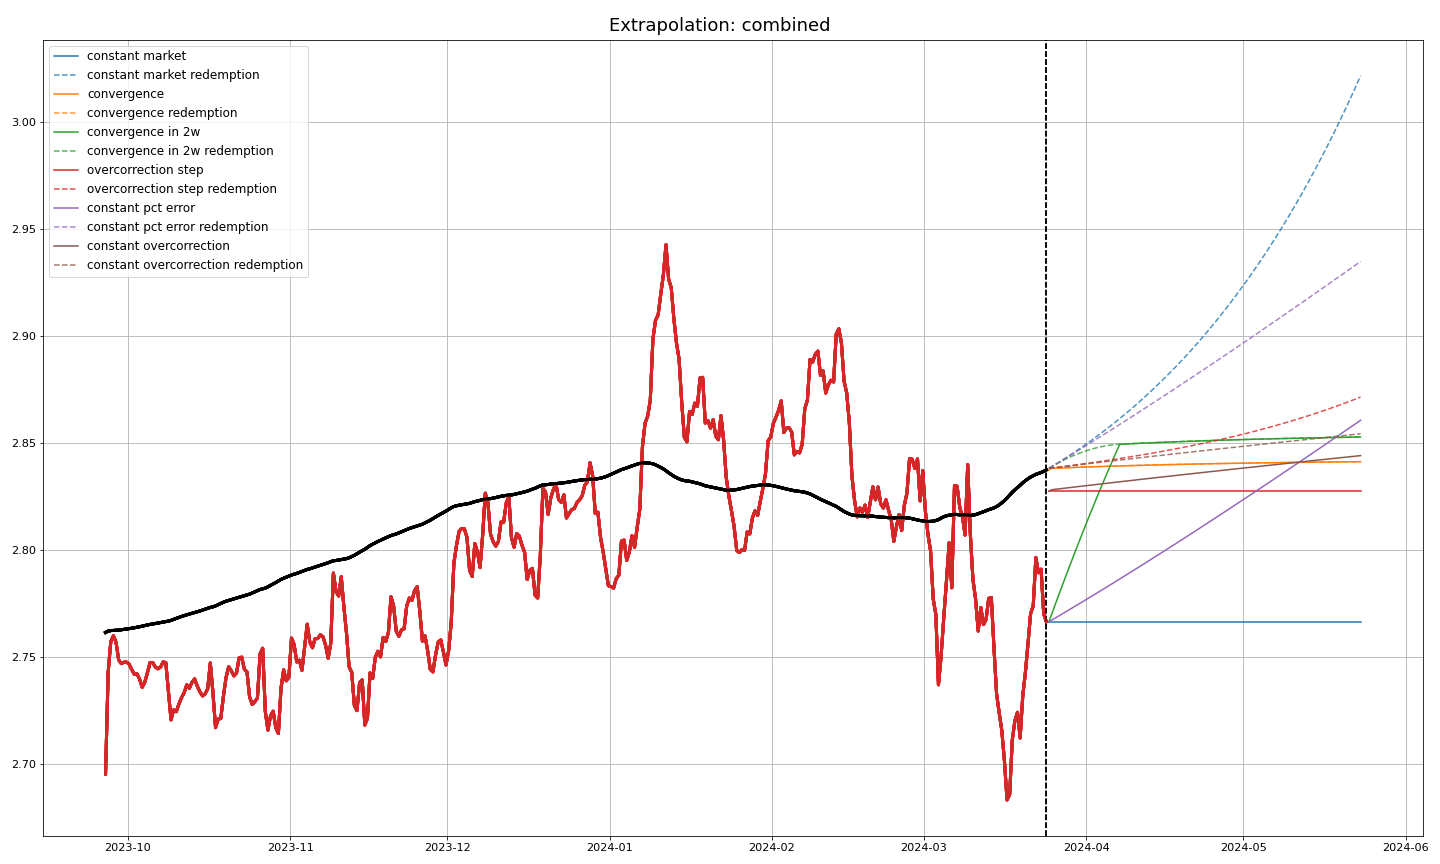 Extrapolation: combined
constant market
constant market redemption
convergence
convergence redemption
convergence in 2w
convergence in 2w redemption
overcorrection step
overcorrection step redemption
constant pct error
constant pct error redemption
constant overcorrection
constant overcorrection redemption
3.00
2.95
2.90
2.85
2.80
2.75
2.70
2023-10 2023-11 2023-12 2024-01 2024-02 2024-03 2024-04 2024-05 2024-06